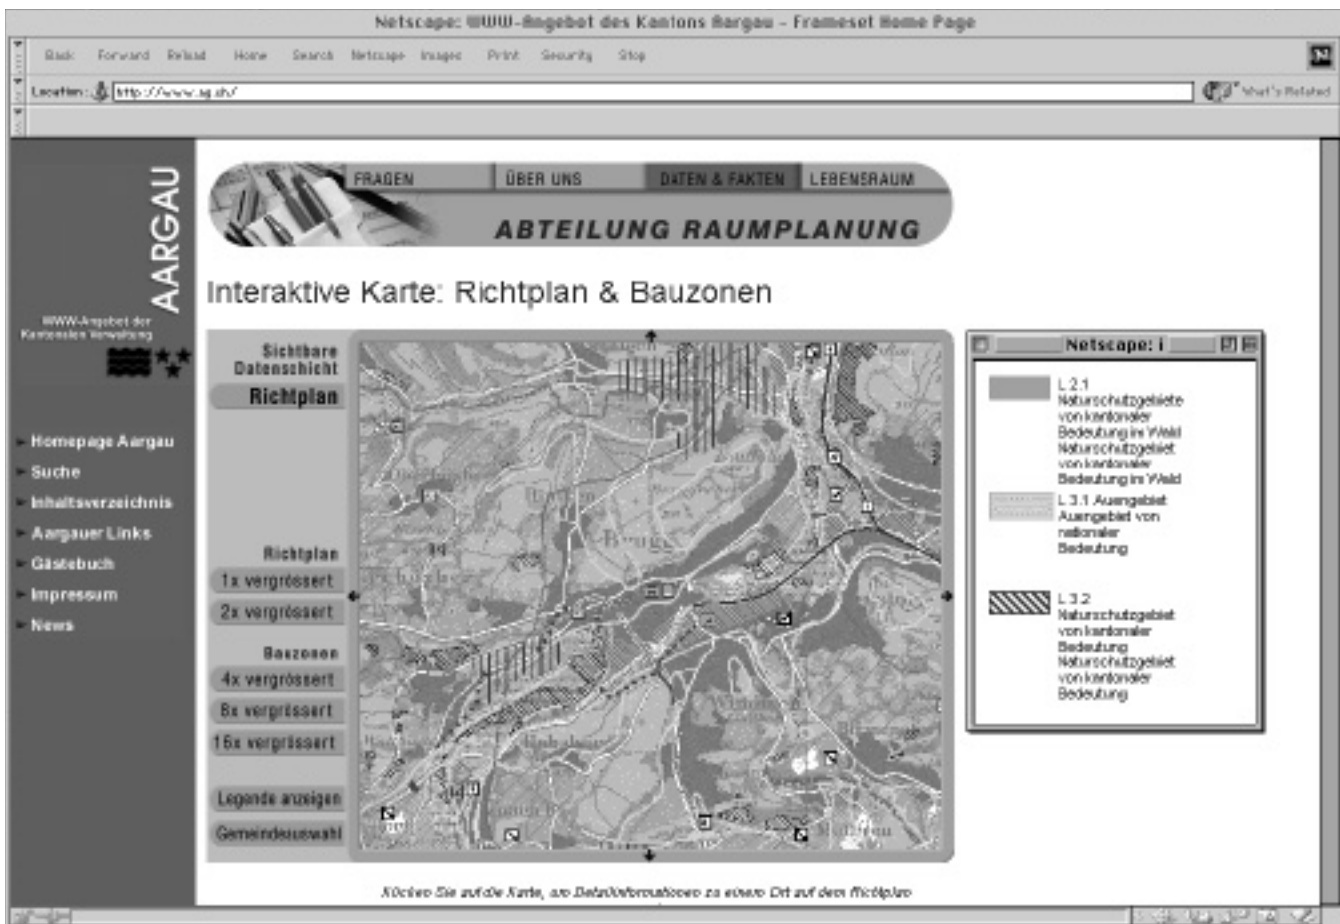 Netscape: WWW-Angebot des Kantons Aargau - Frameset Home Page
Back Forward Reload Home Search Netscape Images Print Security Stop
Location: http://www.ag.ch/ What's Related
AARGAU
WWW-Angebot der
Kantonalen Verwaltung
Homepage Aargau
Suche
Inhaltsverzeichnis
Aargauer Links
Gästebuch
Impressum
News
FRAGEN ÜBER UNS DATEN & FAKTEN LEBENSRAUM
ABTEILUNG RAUMPLANUNG
Interaktive Karte: Richtplan & Bauzonen
Sichtbare
Datenschicht
Richtplan
Richtplan
1x vergrössert
2x vergrössert
Bauzonen
4x vergrössert
8x vergrössert
16x vergrössert
Legende anzeigen
Gemeindeauswahl
Brugg
Netscape: i
L 2.1
Naturschutzgebiete
von kantonaler
Bedeutung im Wald
Naturschutzgebiet
von kantonaler
Bedeutung im Wald
L 3.1 Auengebiet
Auengebiet von
nationaler
Bedeutung
L 3.2
Naturschutzgebiet
von kantonaler
Bedeutung
Naturschutzgebiet
von kantonaler
Bedeutung
Klicken Sie auf die Karte, um Detailinformationen zu einem Ort auf dem Richtplan